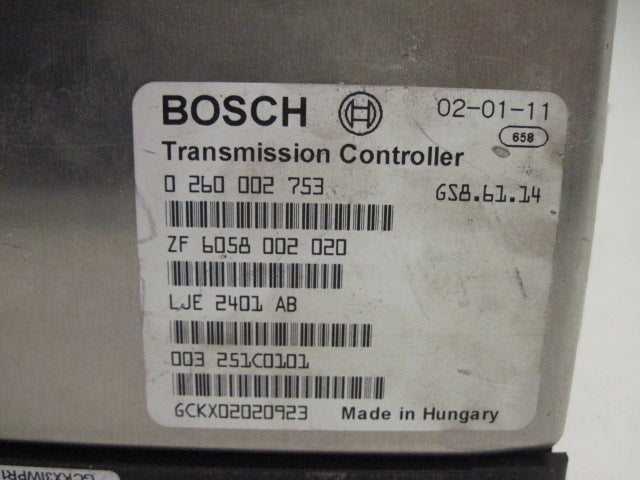 BOSCH 02-01-11
658
Transmission Controller
0 260 002 753 GS8.61.14
ZF 6058 002 020
LJE 2401 AB
003 251C0101
GCKX02020923 Made in Hungary
GCKX31WPR1